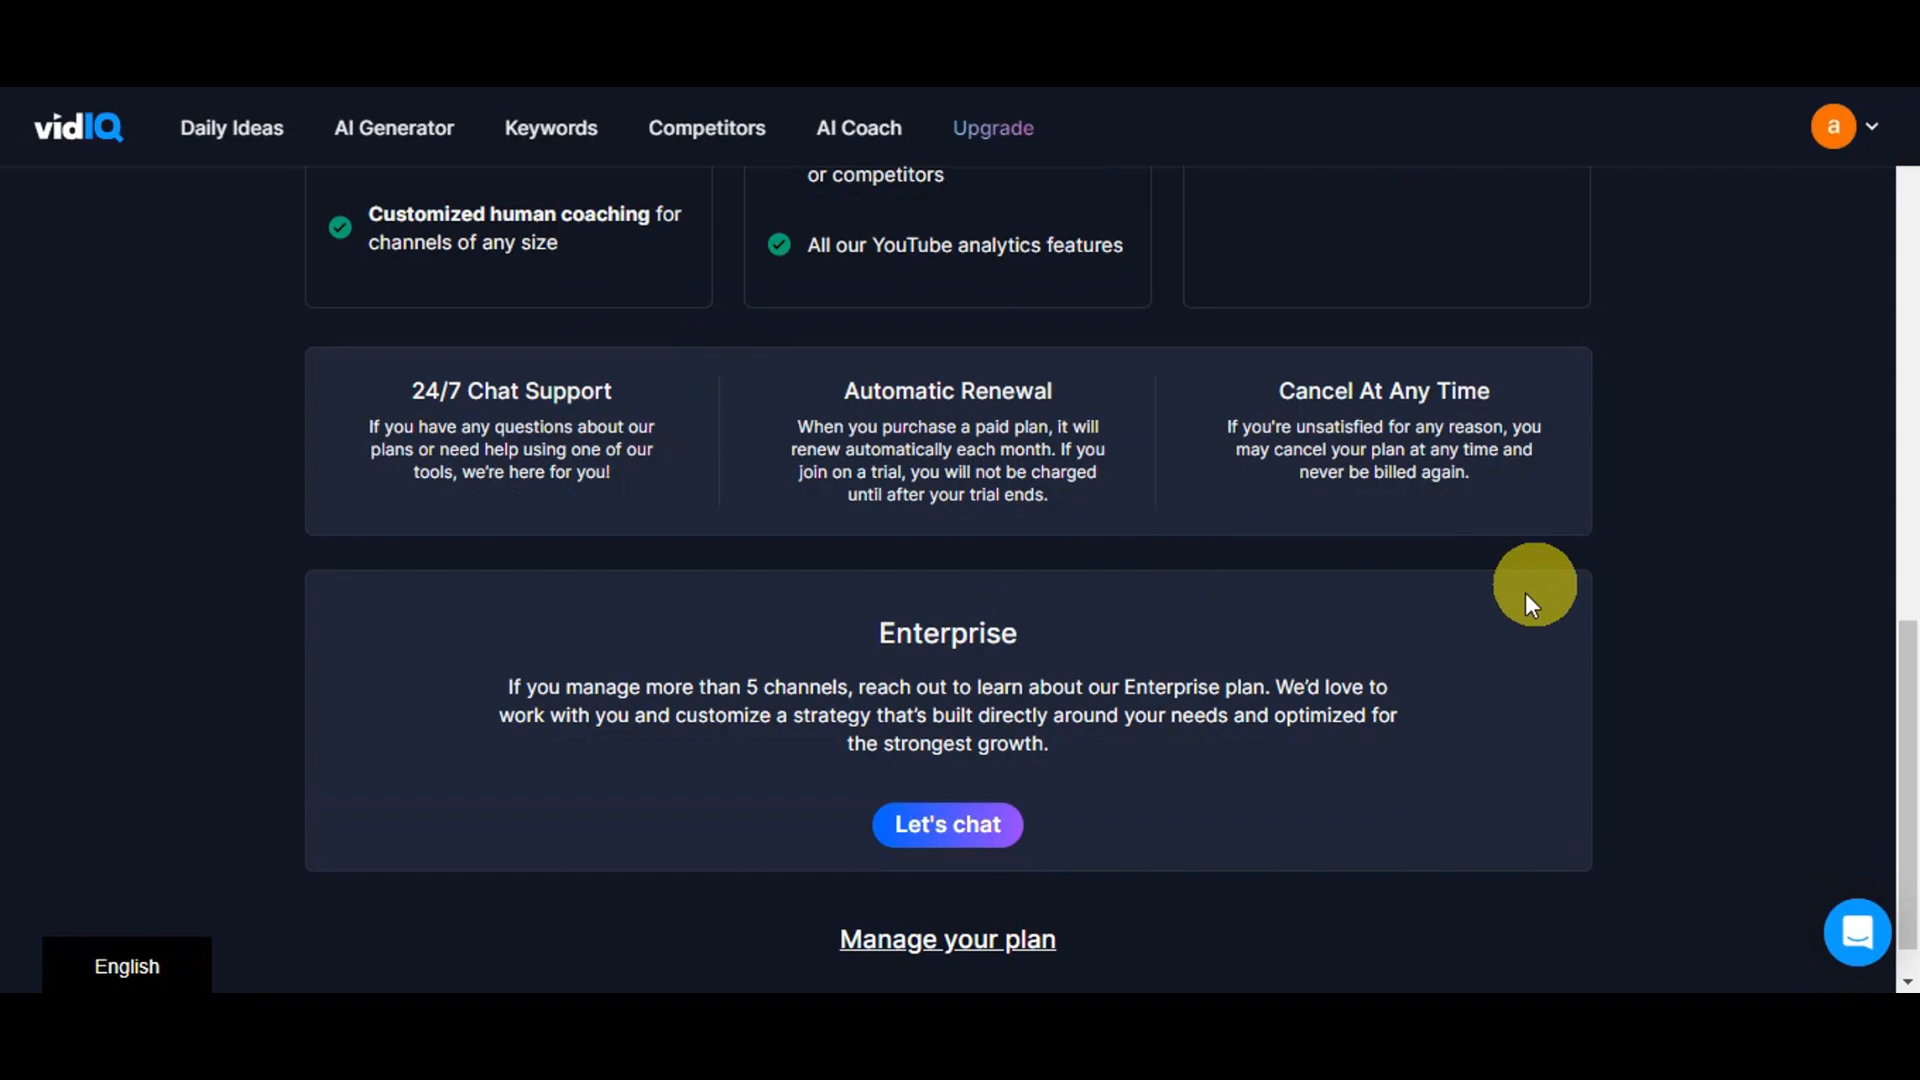 vidIQ
Daily Ideas
AI Generator
Keywords
Competitors
AI Coach
Upgrade
a
Customized human coaching for
channels of any size
or competitors
All our YouTube analytics features
24/7 Chat Support
If you have any questions about our
plans or need help using one of our
tools, we're here for you!
Automatic Renewal
When you purchase a paid plan, it will
renew automatically each month. If you
join on a trial, you will not be charged
until after your trial ends.
Cancel At Any Time
If you're unsatisfied for any reason, you
may cancel your plan at any time and
never be billed again.
Enterprise
If you manage more than 5 channels, reach out to learn about our Enterprise plan. We’d love to
work with you and customize a strategy that’s built directly around your needs and optimized for
the strongest growth.
Let's chat
Manage your plan
English